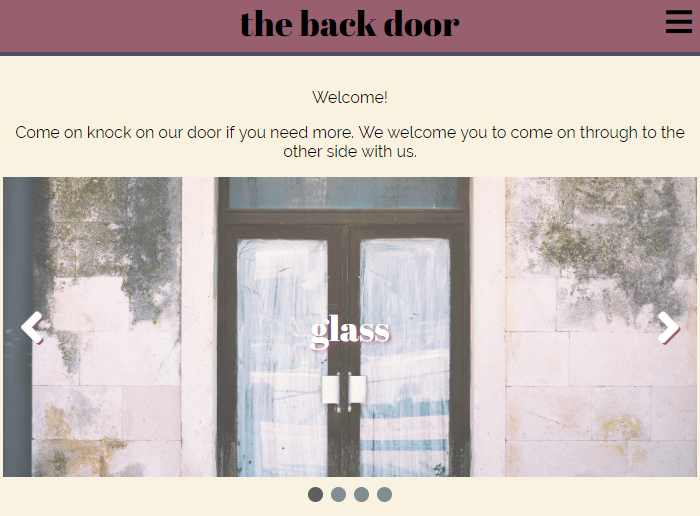 the back door
Welcome!
Come on knock on our door if you need more. We welcome you to come on through to the
other side with us.
glass